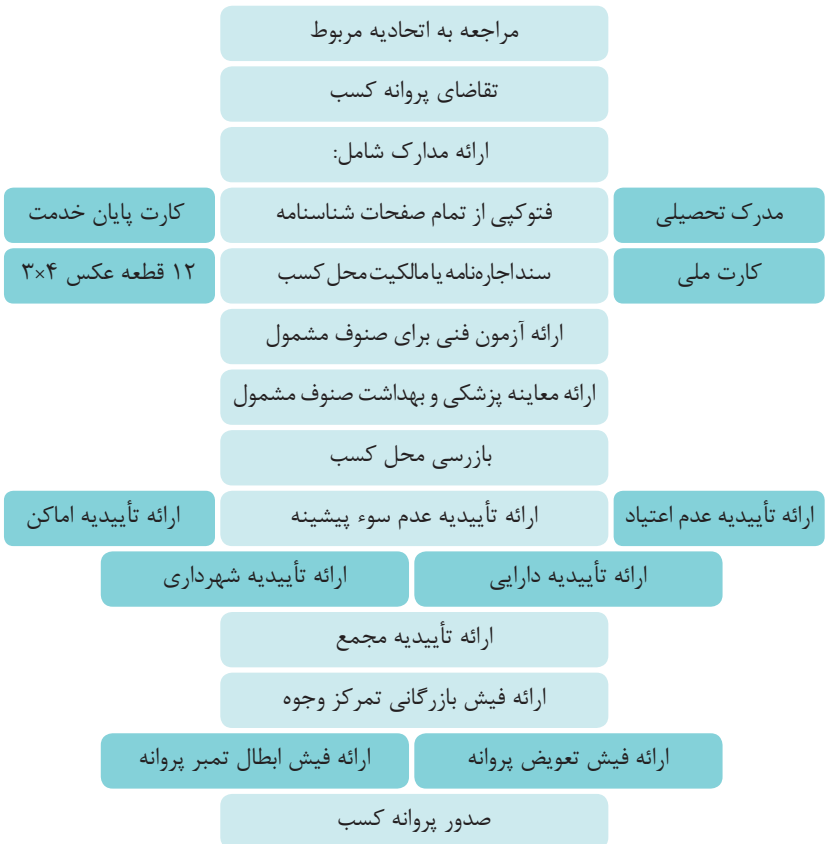 مراجعه به اتحادیه مربوط
تقاضای پروانه کسب
ارائه مدارک شامل:
مدرک تحصیلی
فتوکپی از تمام صفحات شناسنامه
کارت پایان خدمت
کارت ملی
سند اجاره‌نامه یا مالکیت محل کسب
۱۲ قطعه عکس ۴×۳
ارائه آزمون فنی برای صنوف مشمول
ارائه معاینه پزشکی و بهداشت صنوف مشمول
بازرسی محل کسب
ارائه تأییدیه عدم اعتیاد
ارائه تأییدیه عدم سوء پیشینه
ارائه تأییدیه اماکن
ارائه تأییدیه دارایی
ارائه تأییدیه شهرداری
ارائه تأییدیه مجمع
ارائه فیش بازرگانی تمرکز وجوه
ارائه فیش تعویض پروانه
ارائه فیش ابطال تمبر پروانه
صدور پروانه کسب